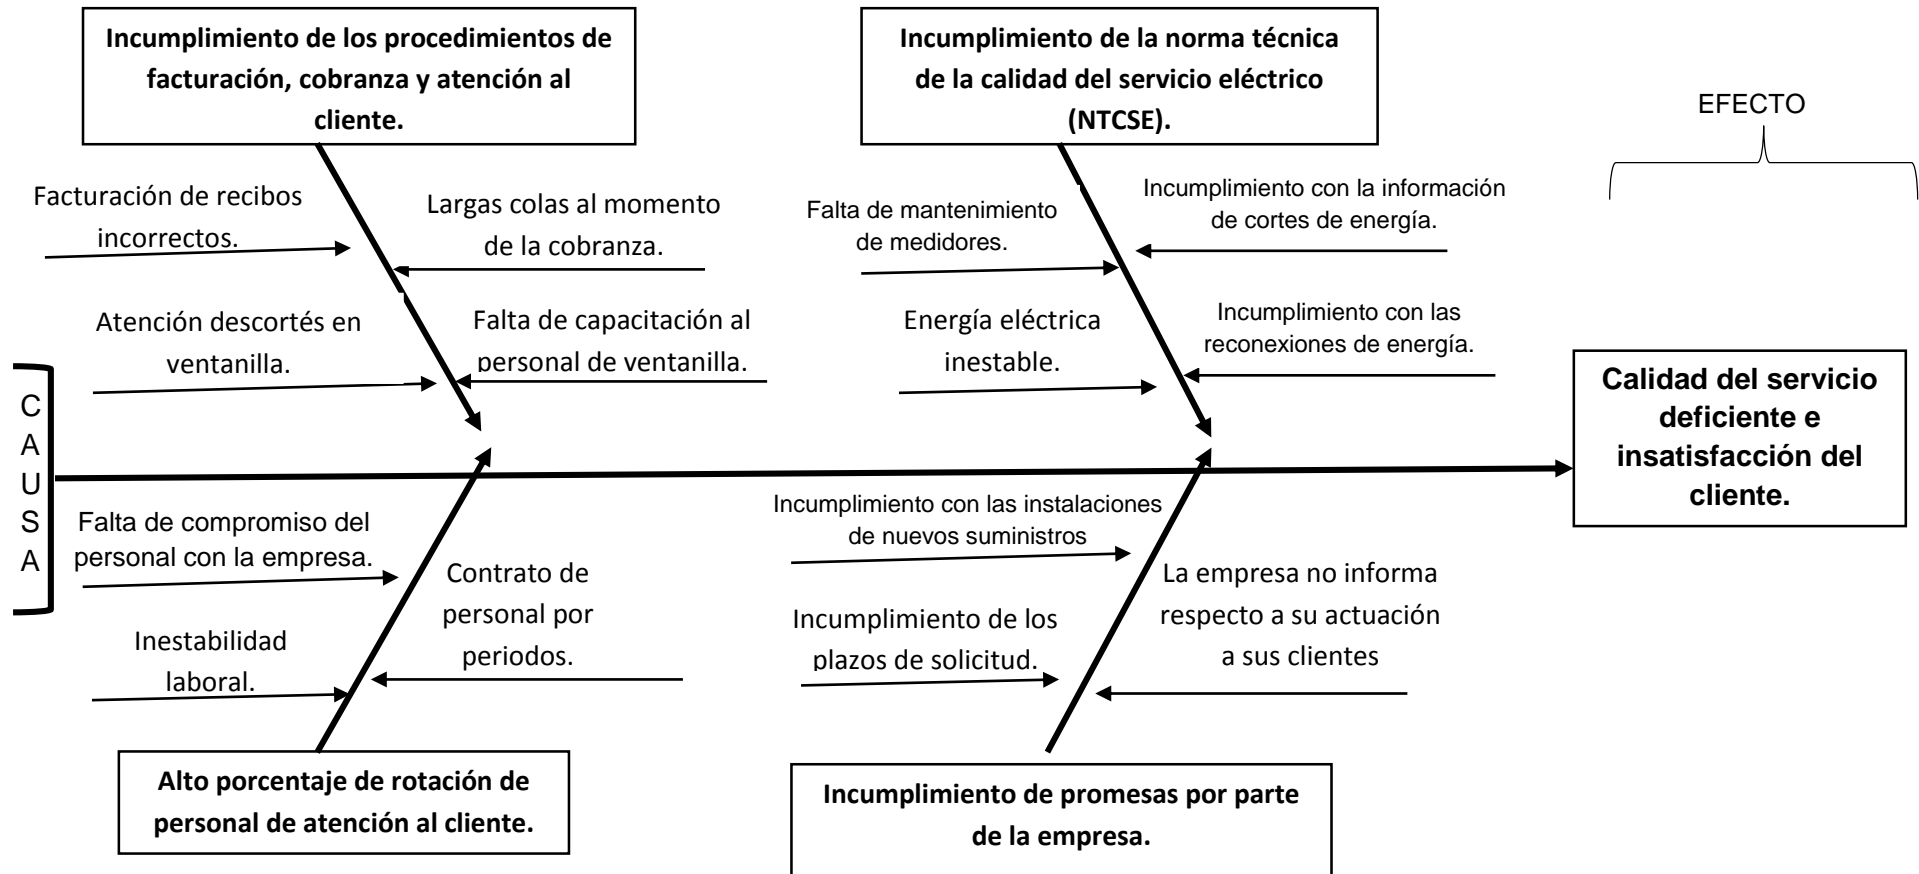 Incumplimiento de los procedimientos de
facturación, cobranza y atención al
cliente.
Incumplimiento de la norma técnica
de la calidad del servicio eléctrico
(NTCSE).
EFECTO
Facturación de recibos
incorrectos.
Largas colas al momento
de la cobranza.
Falta de mantenimiento
de medidores.
Incumplimiento con la información
de cortes de energía.
Atención descortés en
ventanilla.
Falta de capacitación al
personal de ventanilla.
Energía eléctrica
inestable.
Incumplimiento con las
reconexiones de energía.
C
A
U
S
A
Calidad del servicio
deficiente e
insatisfacción del
cliente.
Falta de compromiso del
personal con la empresa.
Contrato de
personal por
periodos.
Incumplimiento con las instalaciones
de nuevos suministros
La empresa no informa
respecto a su actuación
a sus clientes
Inestabilidad
laboral.
Incumplimiento de los
plazos de solicitud.
Alto porcentaje de rotación de
personal de atención al cliente.
Incumplimiento de promesas por parte
de la empresa.